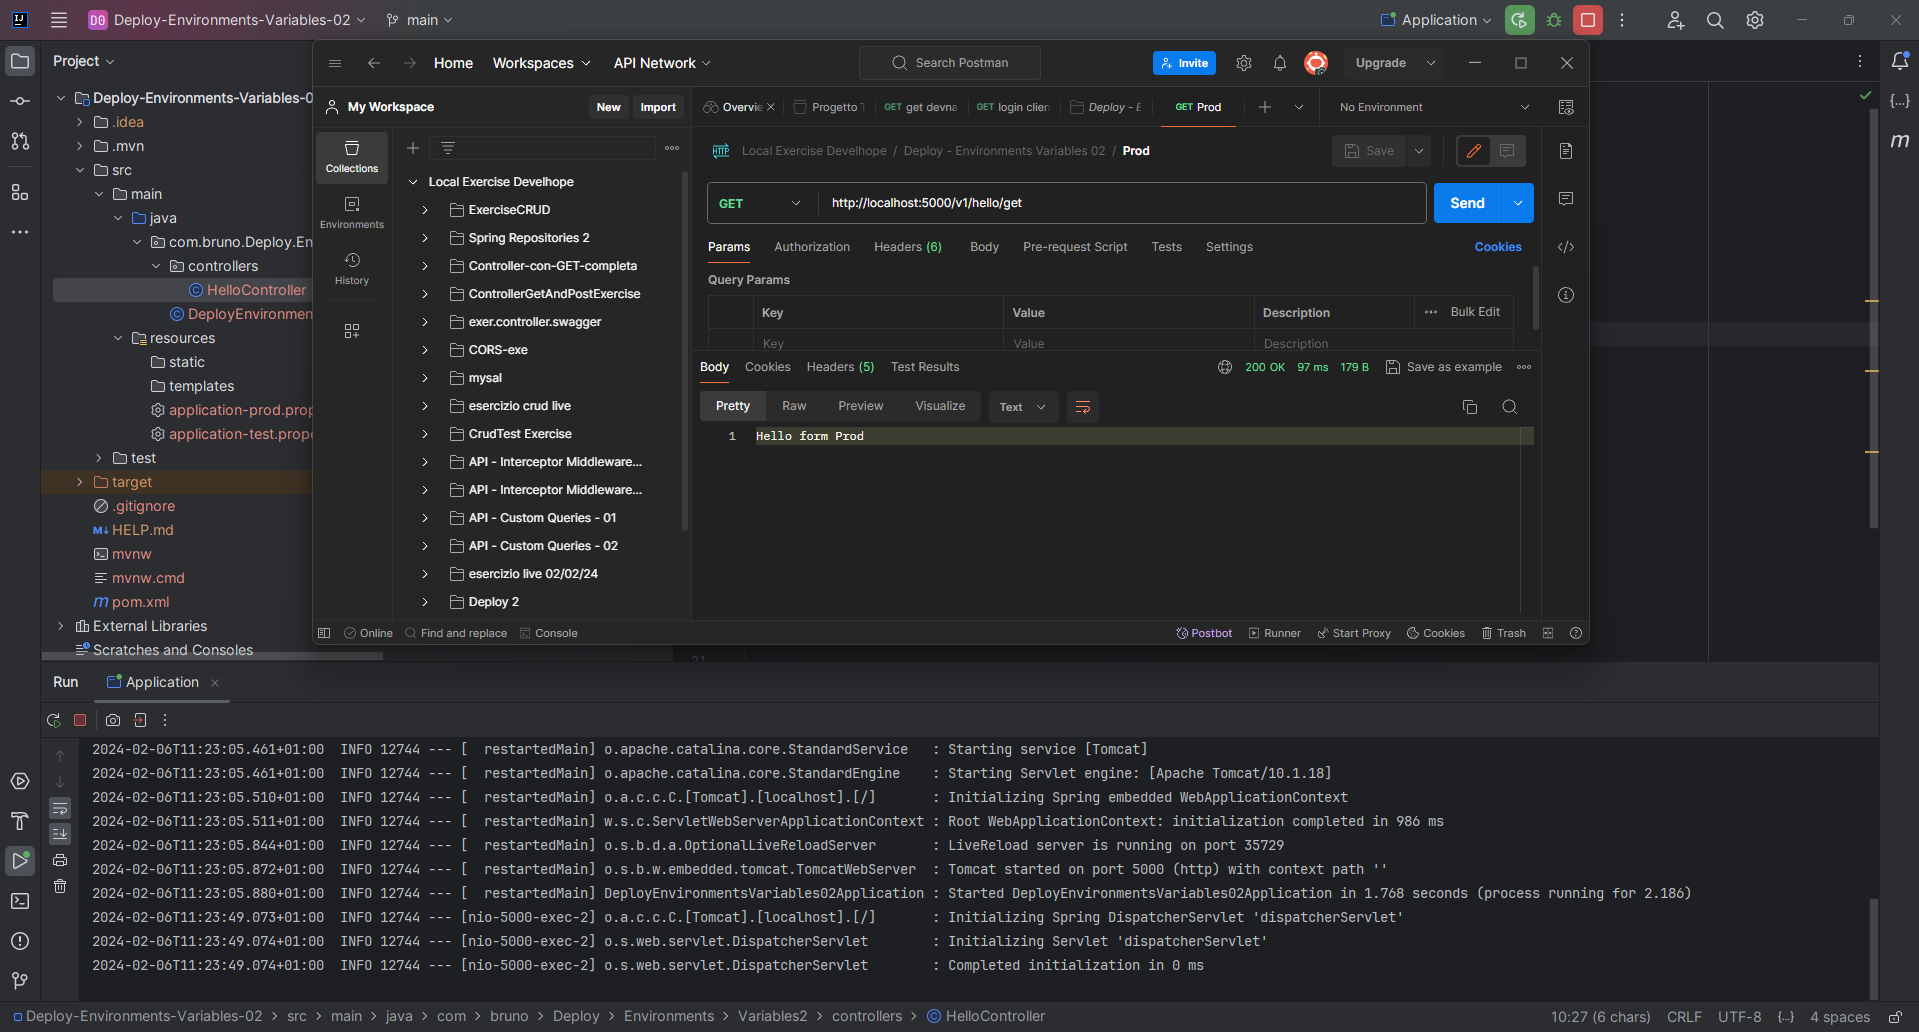 D0 Deploy-Environments-Variables-02 main Application
Project
Deploy-Environments-Variables-0
.idea
.mvn
src
main
java
com.bruno.Deploy.En
controllers
HelloController
DeployEnvironmen
resources
static
templates
application-prod.prop
application-test.prope
test
target
.gitignore
M↓ HELP.md
mvnw
mvnw.cmd
m pom.xml
External Libraries
Scratches and Consoles
Home Workspaces API Network Search Postman Invite Upgrade
My Workspace New Import
Overvie Progetto GET get devna GET login clien Deploy - E GET Prod No Environment
Collections
Environments
History
Local Exercise Develhope
ExerciseCRUD
Spring Repositories 2
Controller-con-GET-completa
ControllerGetAndPostExercise
exer.controller.swagger
CORS-exe
mysal
esercizio crud live
CrudTest Exercise
API - Interceptor Middleware...
API - Interceptor Middleware...
API - Custom Queries - 01
API - Custom Queries - 02
esercizio live 02/02/24
Deploy 2
HTTP Local Exercise Develhope / Deploy - Environments Variables 02 / Prod Save
GET http://localhost:5000/v1/hello/get Send
Params Authorization Headers (6) Body Pre-request Script Tests Settings Cookies
Query Params
Key Value Description Bulk Edit
Key Value Description
Body Cookies Headers (5) Test Results 200 OK 97 ms 179 B Save as example
Pretty Raw Preview Visualize Text
1 Hello form Prod
Online Find and replace Console Postbot Runner Start Proxy Cookies Trash
21
Run Application
2024-02-06T11:23:05.461+01:00 INFO 12744 --- [ restartedMain] o.apache.catalina.core.StandardService : Starting service [Tomcat]
2024-02-06T11:23:05.461+01:00 INFO 12744 --- [ restartedMain] o.apache.catalina.core.StandardEngine : Starting Servlet engine: [Apache Tomcat/10.1.18]
2024-02-06T11:23:05.510+01:00 INFO 12744 --- [ restartedMain] o.a.c.c.C.[Tomcat].[localhost].[/] : Initializing Spring embedded WebApplicationContext
2024-02-06T11:23:05.511+01:00 INFO 12744 --- [ restartedMain] w.s.c.ServletWebServerApplicationContext : Root WebApplicationContext: initialization completed in 986 ms
2024-02-06T11:23:05.844+01:00 INFO 12744 --- [ restartedMain] o.s.b.d.a.OptionalLiveReloadServer : LiveReload server is running on port 35729
2024-02-06T11:23:05.872+01:00 INFO 12744 --- [ restartedMain] o.s.b.w.embedded.tomcat.TomcatWebServer : Tomcat started on port 5000 (http) with context path ''
2024-02-06T11:23:05.880+01:00 INFO 12744 --- [ restartedMain] DeployEnvironmentsVariables02Application : Started DeployEnvironmentsVariables02Application in 1.768 seconds (process running for 2.186)
2024-02-06T11:23:49.073+01:00 INFO 12744 --- [nio-5000-exec-2] o.a.c.c.C.[Tomcat].[localhost].[/] : Initializing Spring DispatcherServlet 'dispatcherServlet'
2024-02-06T11:23:49.074+01:00 INFO 12744 --- [nio-5000-exec-2] o.s.web.servlet.DispatcherServlet : Initializing Servlet 'dispatcherServlet'
2024-02-06T11:23:49.074+01:00 INFO 12744 --- [nio-5000-exec-2] o.s.web.servlet.DispatcherServlet : Completed initialization in 0 ms
Deploy-Environments-Variables-02 > src > main > java > com > bruno > Deploy > Environments > Variables2 > controllers > HelloController 10:27 (6 chars) CRLF UTF-8 {..} 4 spaces